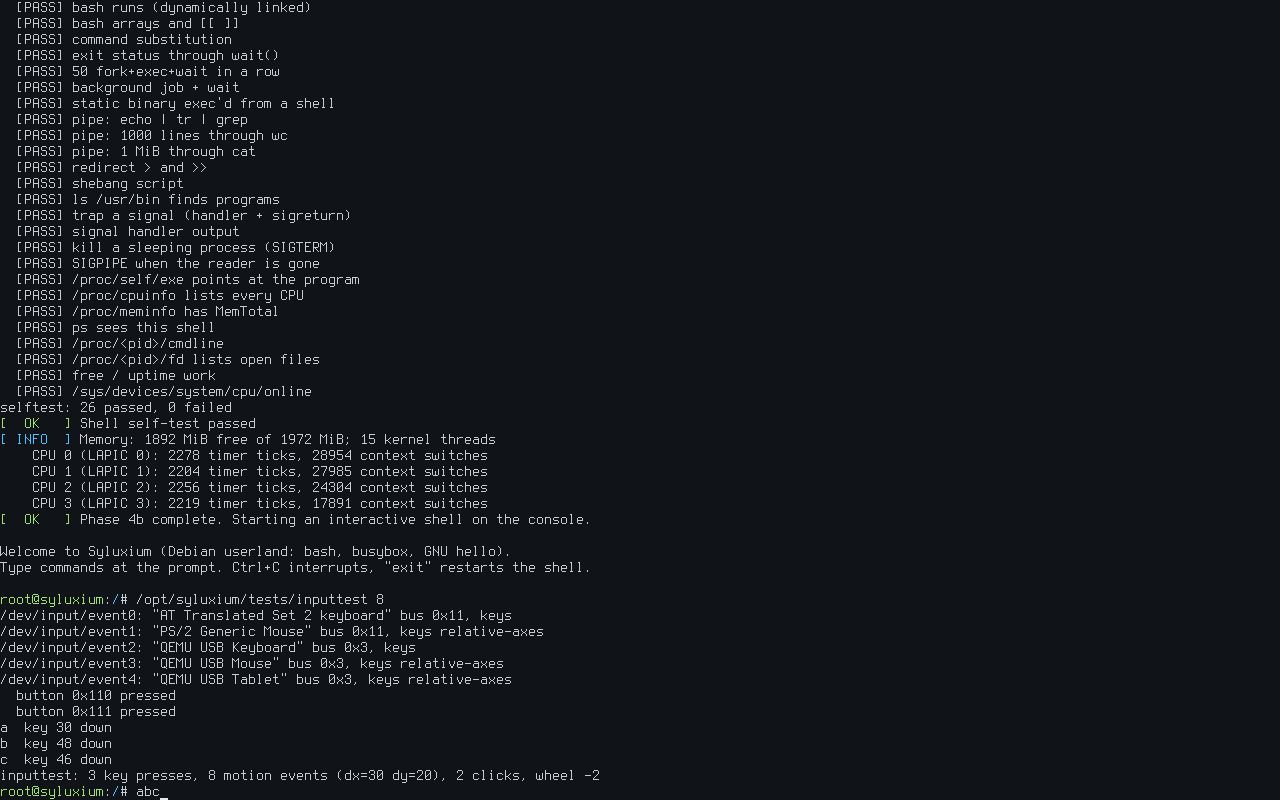 [PASS] bash runs (dynamically linked)
[PASS] bash arrays and [[ ]]
[PASS] command substitution
[PASS] exit status through wait()
[PASS] 50 fork+exec+wait in a row
[PASS] background job + wait
[PASS] static binary exec'd from a shell
[PASS] pipe: echo | tr | grep
[PASS] pipe: 1000 lines through wc
[PASS] pipe: 1 MiB through cat
[PASS] redirect > and >>
[PASS] shebang script
[PASS] ls /usr/bin finds programs
[PASS] trap a signal (handler + sigreturn)
[PASS] signal handler output
[PASS] kill a sleeping process (SIGTERM)
[PASS] SIGPIPE when the reader is gone
[PASS] /proc/self/exe points at the program
[PASS] /proc/cpuinfo lists every CPU
[PASS] /proc/meminfo has MemTotal
[PASS] ps sees this shell
[PASS] /proc/<pid>/cmdline
[PASS] /proc/<pid>/fd lists open files
[PASS] free / uptime work
[PASS] /sys/devices/system/cpu/online
selftest: 26 passed, 0 failed
[  OK   ] Shell self-test passed
[ INFO  ] Memory: 1892 MiB free of 1972 MiB; 15 kernel threads
    CPU 0 (LAPIC 0): 2278 timer ticks, 28954 context switches
    CPU 1 (LAPIC 1): 2204 timer ticks, 27985 context switches
    CPU 2 (LAPIC 2): 2256 timer ticks, 24304 context switches
    CPU 3 (LAPIC 3): 2219 timer ticks, 17891 context switches
[  OK   ] Phase 4b complete. Starting an interactive shell on the console.
Welcome to Syluxium (Debian userland: bash, busybox, GNU hello).
Type commands at the prompt. Ctrl+C interrupts, "exit" restarts the shell.
root@syluxium:/# /opt/syluxium/tests/inputtest 8
/dev/input/event0: "AT Translated Set 2 keyboard" bus 0x11, keys
/dev/input/event1: "PS/2 Generic Mouse" bus 0x11, keys relative-axes
/dev/input/event2: "QEMU USB Keyboard" bus 0x3, keys
/dev/input/event3: "QEMU USB Mouse" bus 0x3, keys relative-axes
/dev/input/event4: "QEMU USB Tablet" bus 0x3, keys relative-axes
  button 0x110 pressed
  button 0x111 pressed
a  key 30 down
b  key 48 down
c  key 46 down
inputtest: 3 key presses, 8 motion events (dx=30 dy=20), 2 clicks, wheel -2
root@syluxium:/# abc_